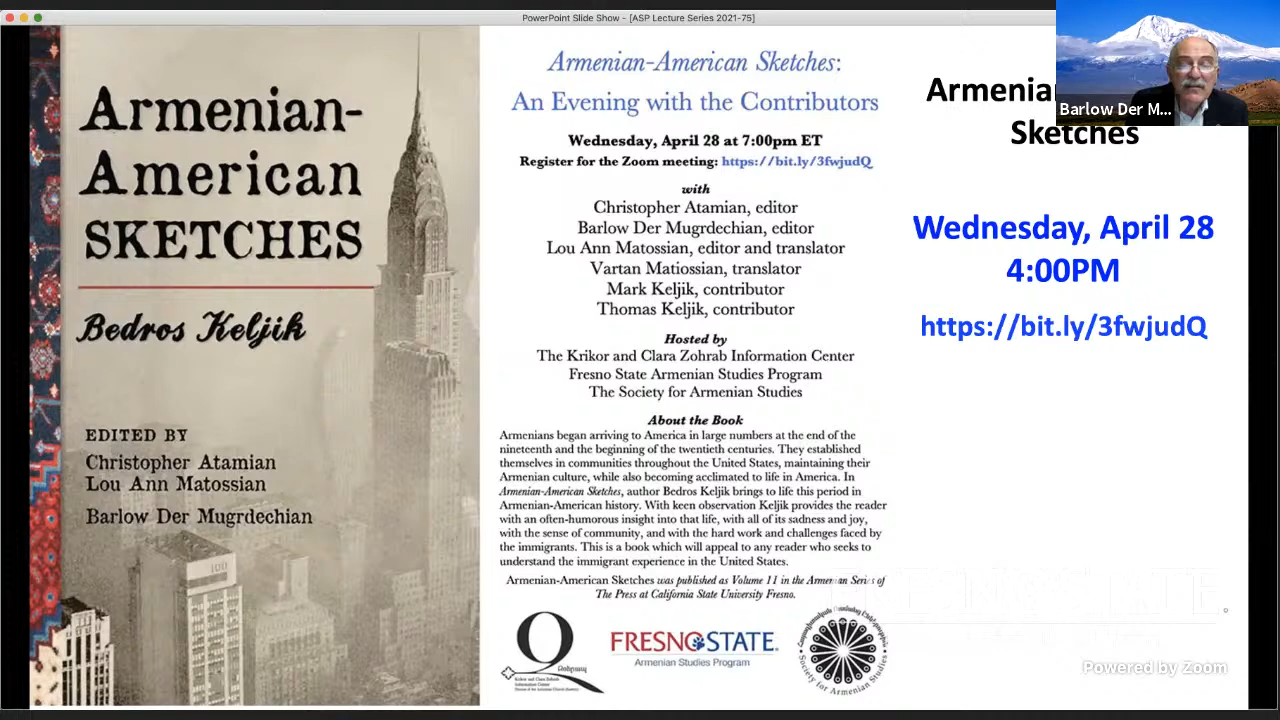 PowerPoint Slide Show - [ASP Lecture Series 2021-75]
Armenian-
American
SKETCHES
Bedros Keljik
EDITED BY
Christopher Atamian
Lou Ann Matossian
Barlow Der Mugrdechian
Armenian-American Sketches:
An Evening with the Contributors
Wednesday, April 28 at 7:00pm ET
Register for the Zoom meeting: https://bit.ly/3fwjudQ
with
Christopher Atamian, editor
Barlow Der Mugrdechian, editor
Lou Ann Matossian, editor and translator
Vartan Matiossian, translator
Mark Keljik, contributor
Thomas Keljik, contributor
Hosted by
The Krikor and Clara Zohrab Information Center
Fresno State Armenian Studies Program
The Society for Armenian Studies
About the Book
Armenians began arriving to America in large numbers at the end of the
nineteenth and the beginning of the twentieth centuries. They established
themselves in communities throughout the United States, maintaining their
Armenian culture, while also becoming acclimated to life in America. In
Armenian-American Sketches, author Bedros Keljik brings to life this period in
Armenian-American history. With keen observation Keljik provides the reader
with an often-humorous insight into that life, with all of its sadness and joy,
with the sense of community, and with the hard work and challenges faced by
the immigrants. This is a book which will appeal to any reader who seeks to
understand the immigrant experience in the United States.
Armenian-American Sketches was published as Volume 11 in the Armenian Series of
The Press at California State University Fresno.
Q
Krikor and Clara Zohrab
Information Center
FRESNO STATE.
Armenian Studies Program
Society for Armenian Studies
Sketches
Wednesday, April 28
4:00PM
https://bit.ly/3fwjudQ
Barlow Der M...
Powered by Zoom